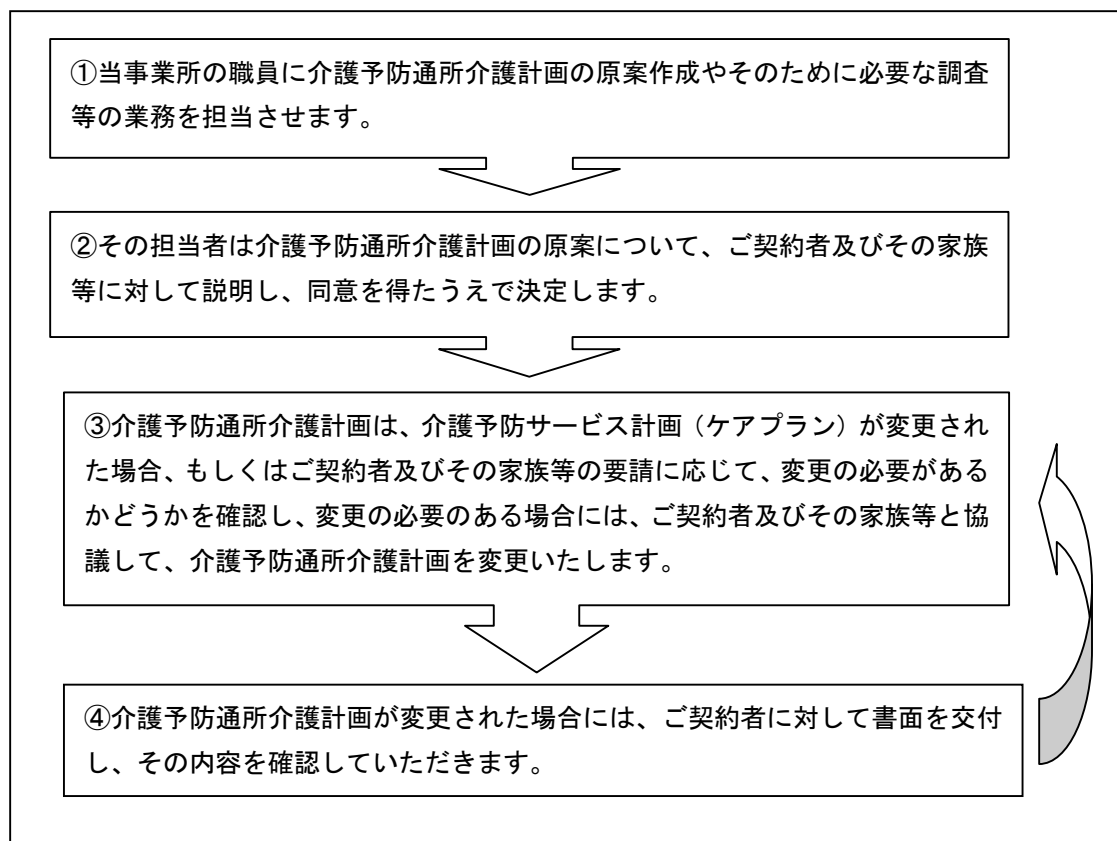 ①当事業所の職員に介護予防通所介護計画の原案作成やそのために必要な調査
等の業務を担当させます。
②その担当者は介護予防通所介護計画の原案について、ご契約者及びその家族
等に対して説明し、同意を得たうえで決定します。
③介護予防通所介護計画は、介護予防サービス計画（ケアプラン）が変更され
た場合、もしくはご契約者及びその家族等の要請に応じて、変更の必要がある
かどうかを確認し、変更の必要のある場合には、ご契約者及びその家族等と協
議して、介護予防通所介護計画を変更いたします。
④介護予防通所介護計画が変更された場合には、ご契約者に対して書面を交付
し、その内容を確認していただきます。